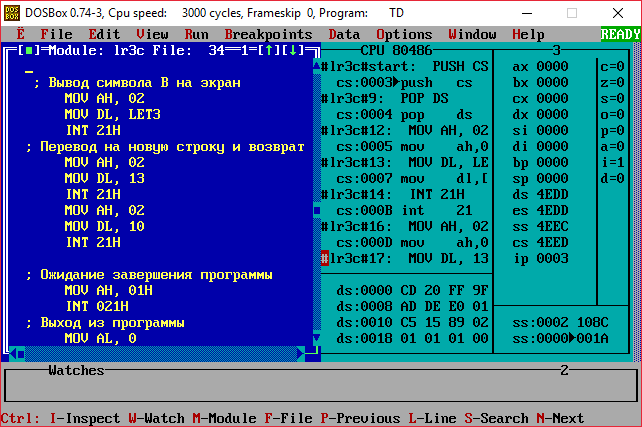 DOSBox 0.74-3, Cpu speed: 3000 cycles, Frameskip 0, Program: TD
Ë File Edit View Run Breakpoints Data Options Window Help READY
[■]=Module: lr3c File: 34=1=[↑][↓]
; Вывод символа B на экран
MOV AH, 02
MOV DL, LET3
INT 21H
; Перевод на новую строку и возврат
MOV AH, 02
MOV DL, 13
INT 21H
MOV AH, 02
MOV DL, 10
INT 21H
; Ожидание завершения программы
MOV AH, 01H
INT 021H
; Выход из программы
MOV AL, 0
CPU 80486
3
#lr3c#start: PUSH CS
cs:0003►push cs
#lr3c#9: POP DS
cs:0004 pop ds
#lr3c#12: MOV AH, 02
cs:0005 mov ah,0
#lr3c#13: MOV DL, LE
cs:0007 mov dl,[
#lr3c#14: INT 21H
cs:000B int 21
#lr3c#16: MOV AH, 02
cs:000D mov ah,0
#lr3c#17: MOV DL, 13
ax 0000
bx 0000
cx 0000
dx 0000
si 0000
di 0000
bp 0000
sp 0000
ds 4EDD
es 4EDD
ss 4EEC
cs 4EED
ip 0003
c=0
z=0
s=0
o=0
p=0
a=0
i=1
d=0
ds:0000 CD 20 FF 9F
ds:0008 AD DE E0 01
ds:0010 C5 15 89 02
ds:0018 01 01 01 00
ss:0002 108C
ss:0000►001A
Watches
2
Ctrl: I-Inspect W-Watch M-Module F-File P-Previous L-Line S-Search N-Next